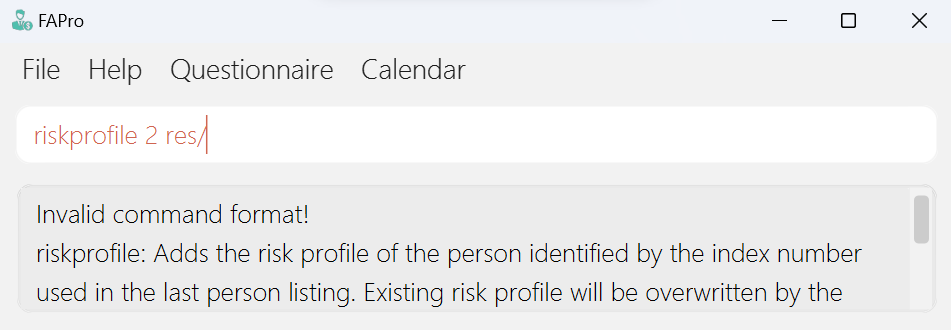 FAPro
File Help Questionnaire Calendar
riskprofile 2 res/
Invalid command format!
riskprofile: Adds the risk profile of the person identified by the index number
used in the last person listing. Existing risk profile will be overwritten by the